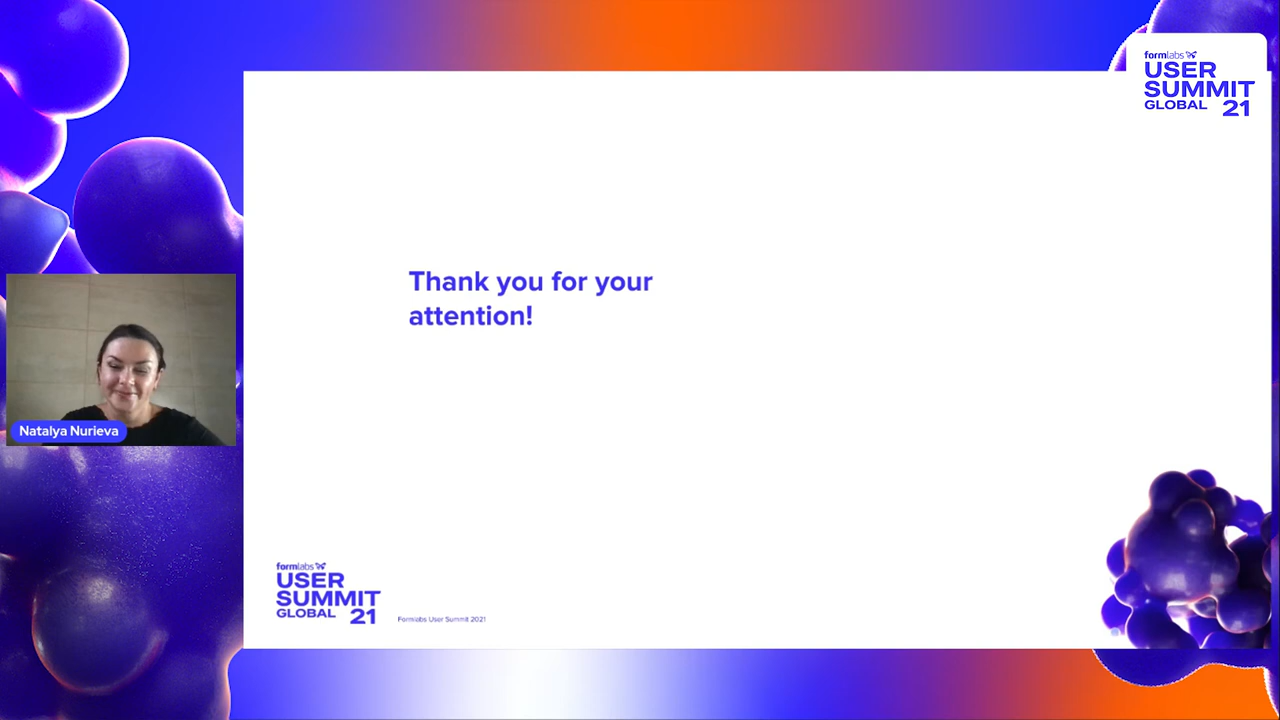 formlabs
USER
SUMMIT
GLOBAL 21
Thank you for your
attention!
Natalya Nurieva
formlabs
USER
SUMMIT
GLOBAL 21
Formlabs User Summit 2021